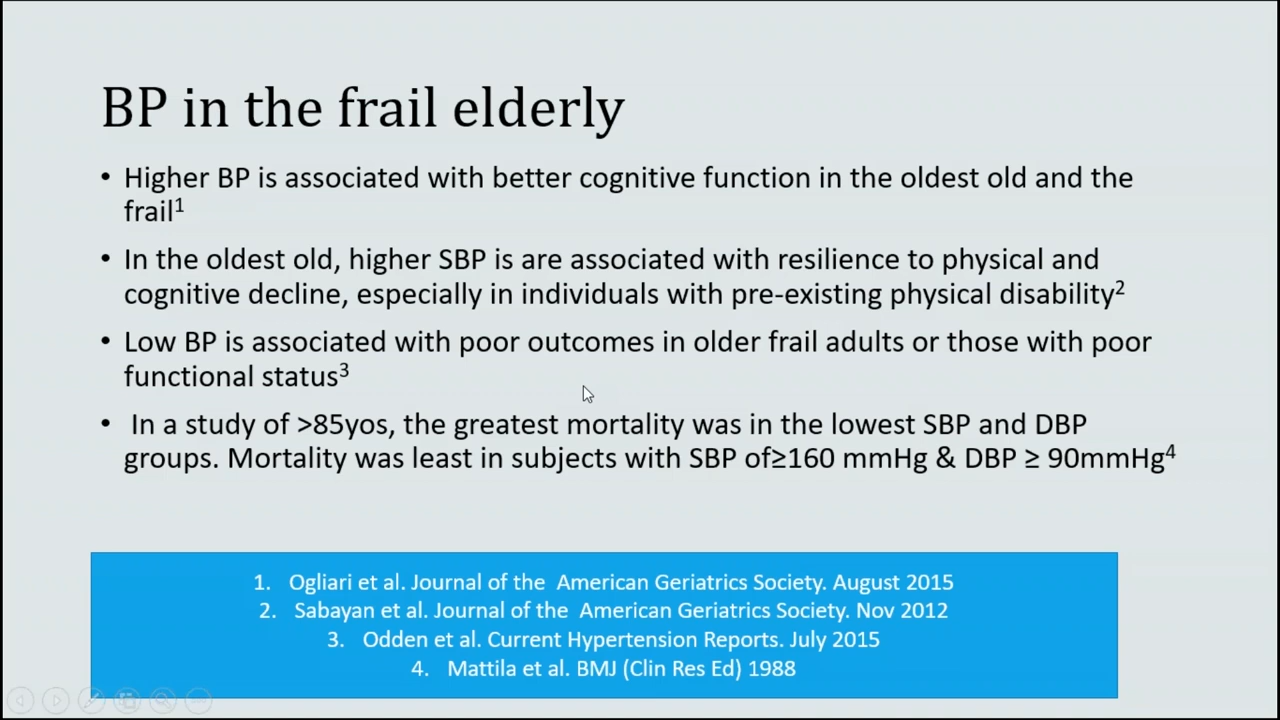 BP in the frail elderly
• Higher BP is associated with better cognitive function in the oldest old and the
frail1
• In the oldest old, higher SBP is are associated with resilience to physical and
cognitive decline, especially in individuals with pre-existing physical disability2
• Low BP is associated with poor outcomes in older frail adults or those with poor
functional status3
• In a study of >85yos, the greatest mortality was in the lowest SBP and DBP
groups. Mortality was least in subjects with SBP of≥160 mmHg & DBP ≥ 90mmHg4
1. Ogliari et al. Journal of the American Geriatrics Society. August 2015
2. Sabayan et al. Journal of the American Geriatrics Society. Nov 2012
3. Odden et al. Current Hypertension Reports. July 2015
4. Mattila et al. BMJ (Clin Res Ed) 1988